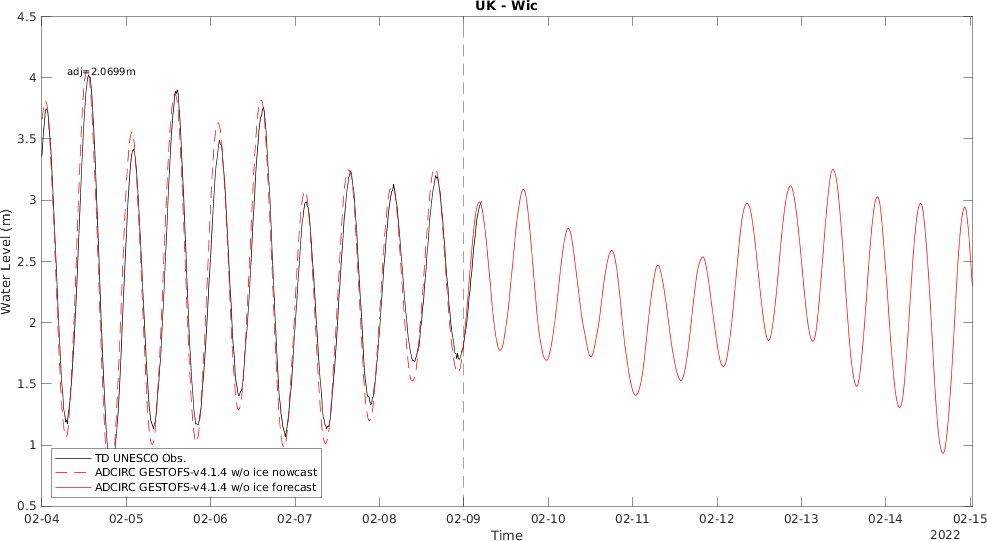 UK - Wic
4.5
4
3.5
3
2.5
2
1.5
1
0.5
Water Level (m)
adj=2.0699m
TD UNESCO Obs.
ADCIRC GESTOFS-v4.1.4 w/o ice nowcast
ADCIRC GESTOFS-v4.1.4 w/o ice forecast
02-04 02-05 02-06 02-07 02-08 02-09 02-10 02-11 02-12 02-13 02-14 02-15
Time
2022